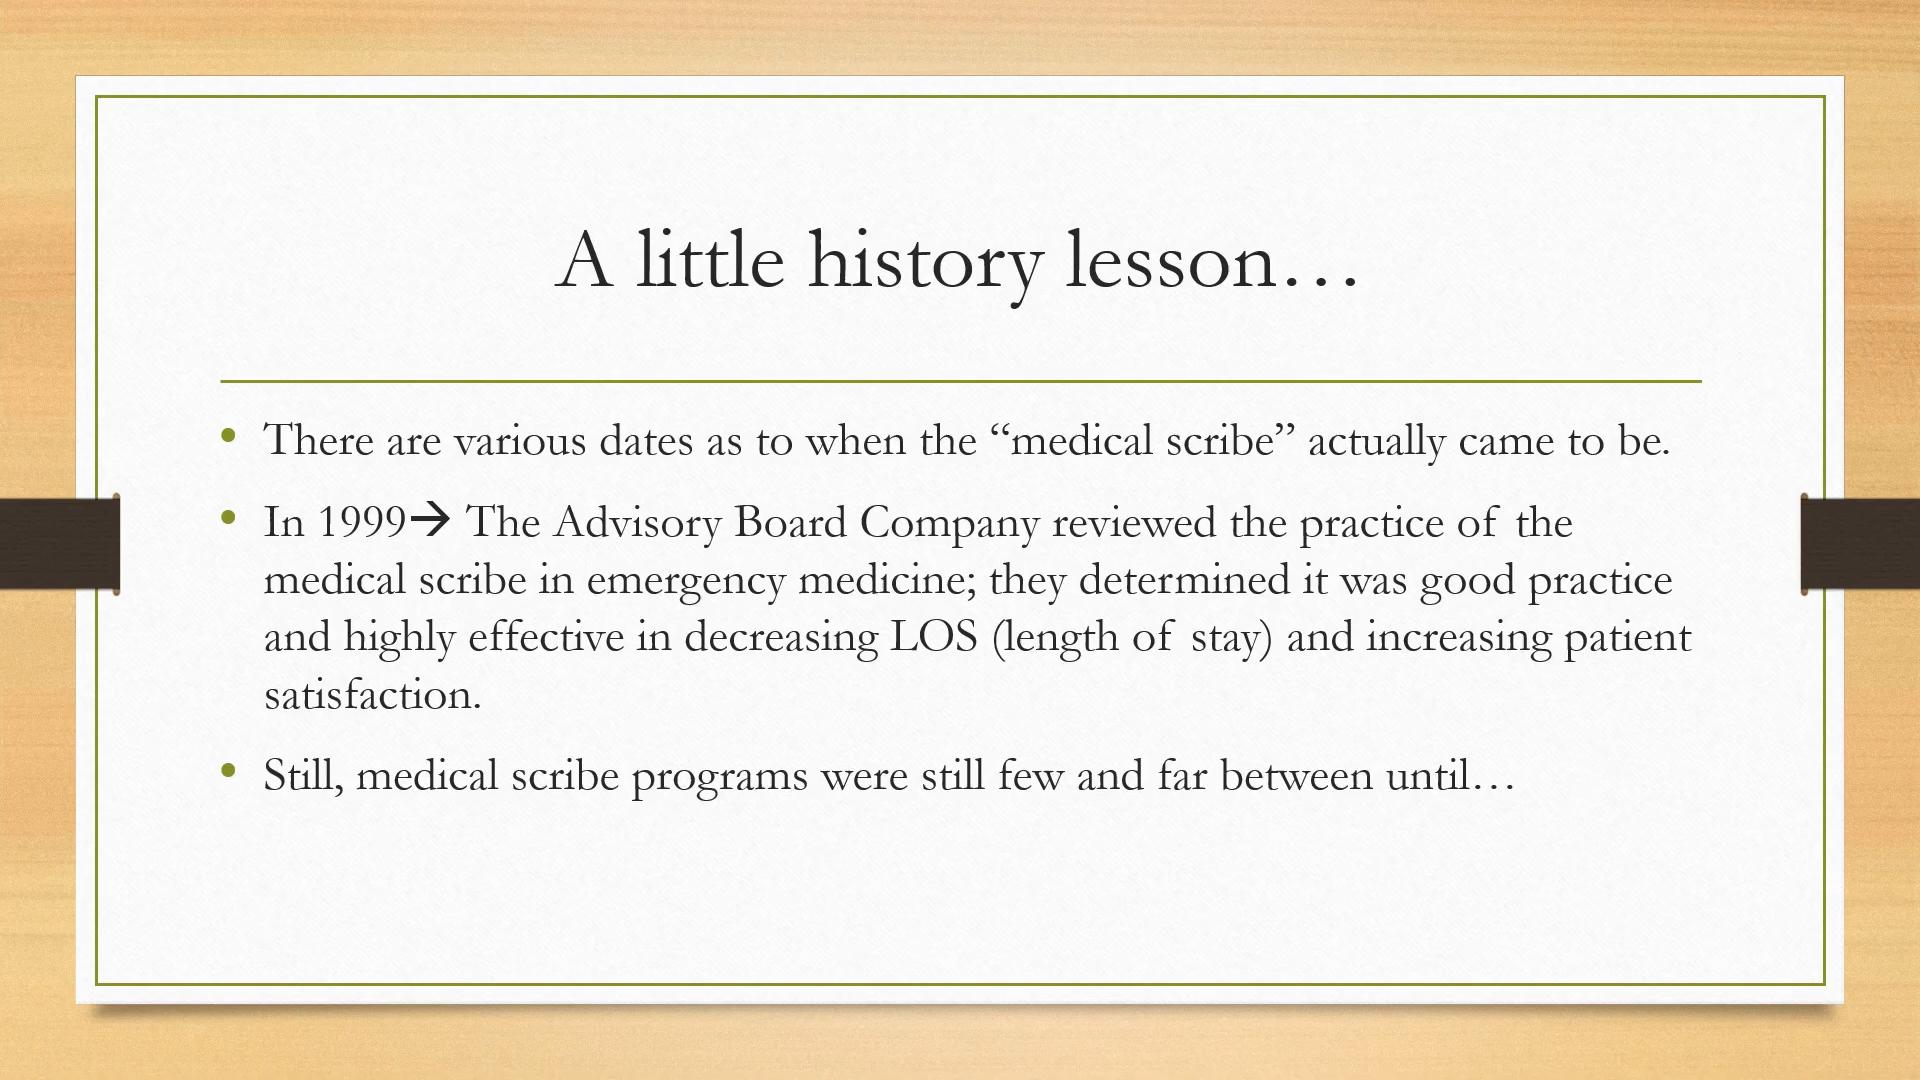 A little history lesson…
• There are various dates as to when the “medical scribe” actually came to be.
• In 1999→ The Advisory Board Company reviewed the practice of the
medical scribe in emergency medicine; they determined it was good practice
and highly effective in decreasing LOS (length of stay) and increasing patient
satisfaction.
• Still, medical scribe programs were still few and far between until…